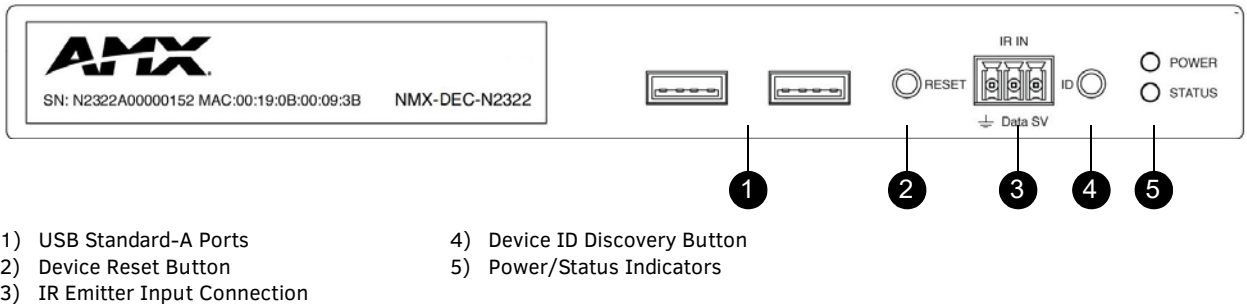 AMX
SN: N2322A00000152 MAC:00:19:0B:00:09:3B NMX-DEC-N2322
RESET
IR IN
Data SV
ID
POWER
STATUS
1 2 3 4 5
1) USB Standard-A Ports
2) Device Reset Button
3) IR Emitter Input Connection
4) Device ID Discovery Button
5) Power/Status Indicators